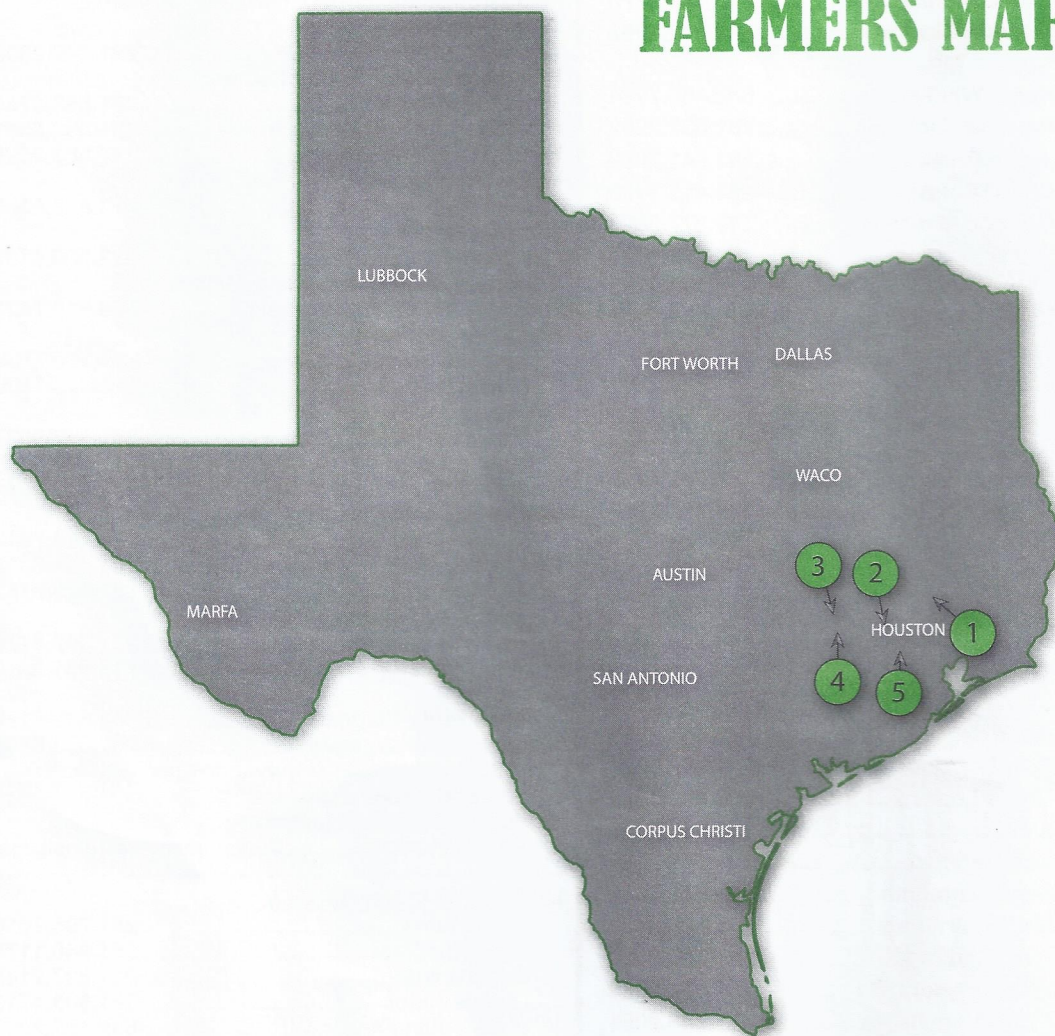 FARMERS MAR
LUBBOCK
FORT WORTH
DALLAS
WACO
AUSTIN
3
2
MARFA
HOUSTON
1
SAN ANTONIO
4
5
CORPUS CHRISTI